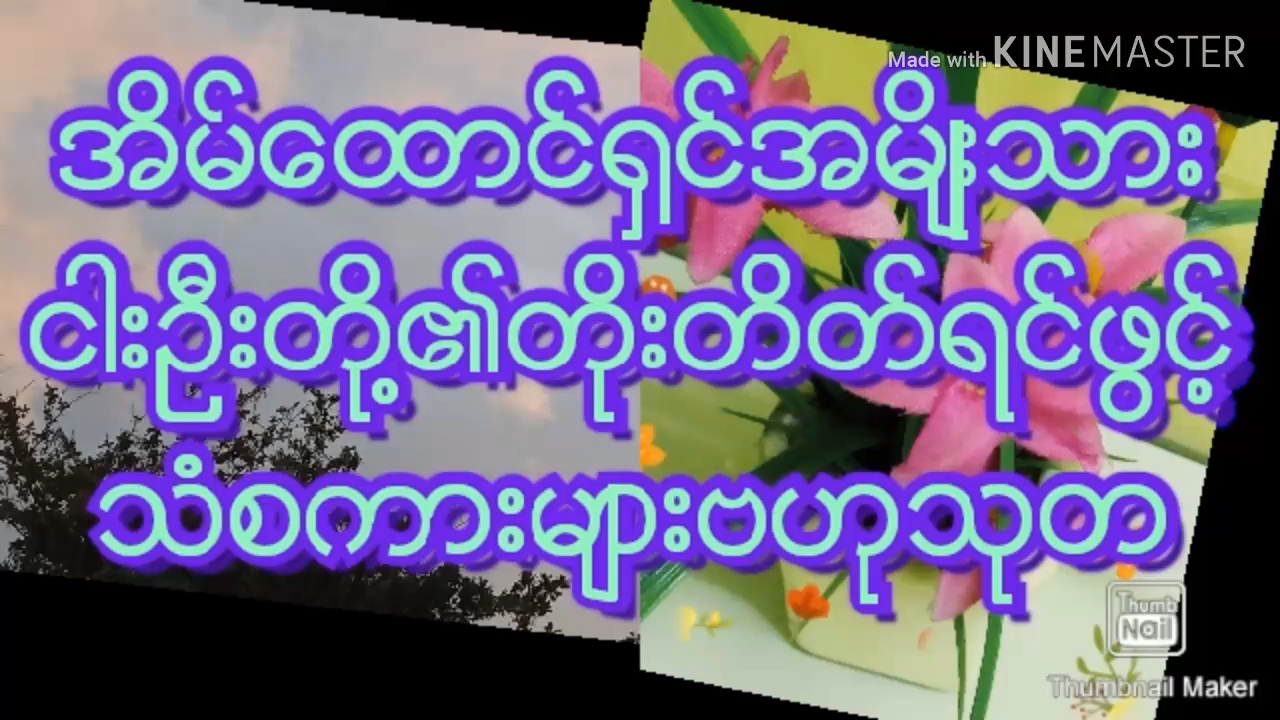 Made with KINEMASTER
အိမ်ထောင်ရှင်အမျိုးသား
ငါးဦးတို့၏တိုးတိတ်ရင်ဖွင့်
သံစကားများဗဟုသုတ
Thumb
Nail
Thumbnail Maker